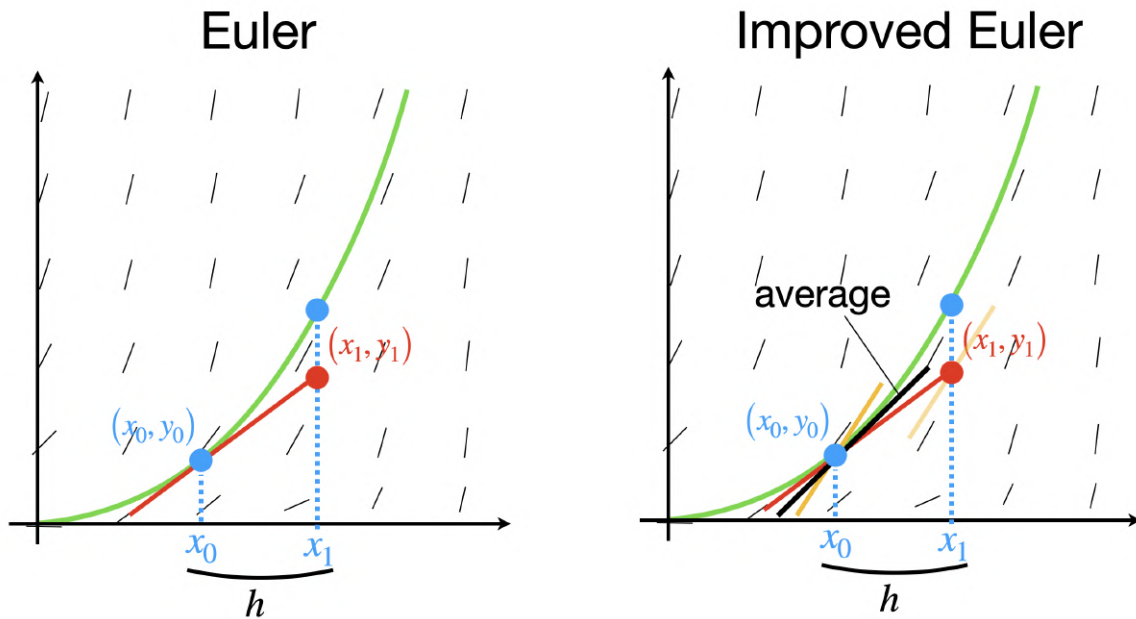 Euler
(x₁, y₁)
(x₀, y₀)
x₀
x₁
h
Improved Euler
average
(x₁, y₁)
(x₀, y₀)
x₀
x₁
h